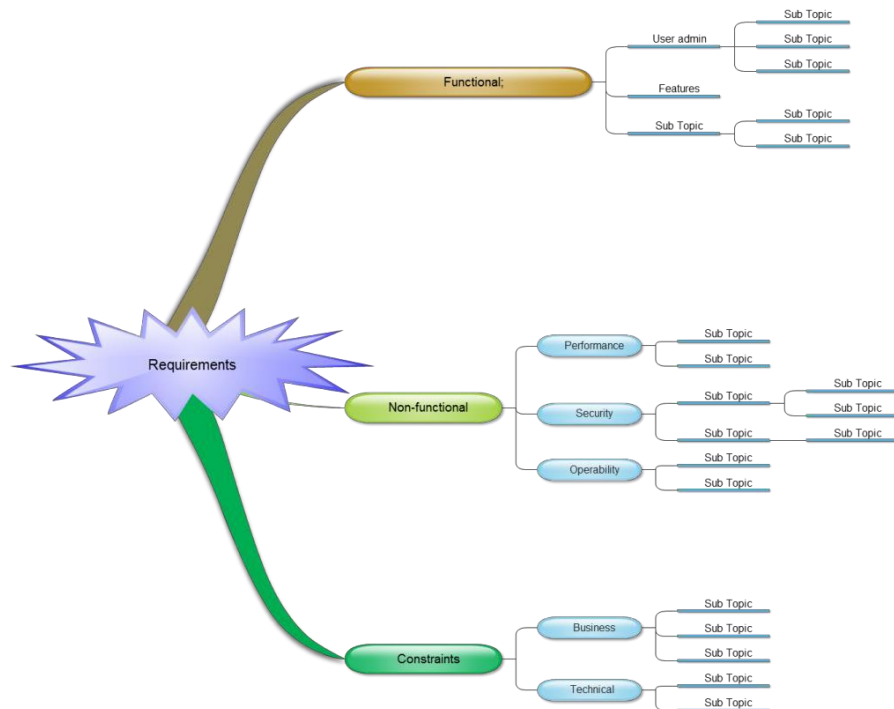 Requirements
Functional;
User admin
Sub Topic
Sub Topic
Sub Topic
Features
Sub Topic
Sub Topic
Sub Topic
Non-functional
Performance
Sub Topic
Sub Topic
Security
Sub Topic
Sub Topic
Sub Topic
Sub Topic
Sub Topic
Operability
Sub Topic
Sub Topic
Constraints
Business
Sub Topic
Sub Topic
Sub Topic
Technical
Sub Topic
Sub Topic